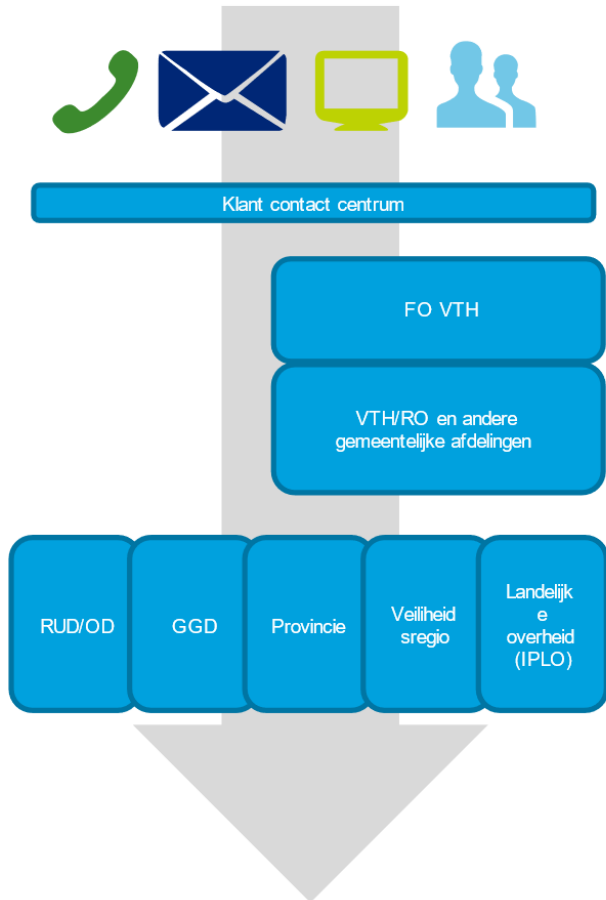 Klant contact centrum
FO VTH
VTH/RO en andere
gemeentelijke afdelingen
RUD/OD
GGD
Provincie
Veiliheid
sregio
Landelijk
e
overheid
(IPLO)